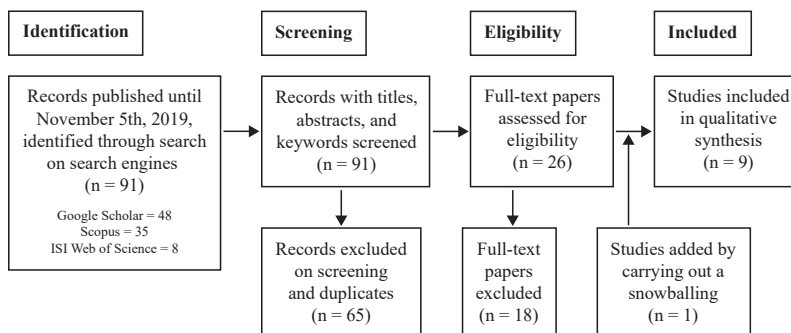 Identification
Screening
Eligibility
Included
Records published until
November 5th, 2019,
identified through search
on search engines
(n = 91)
Google Scholar = 48
Scopus = 35
ISI Web of Science = 8
Records with titles,
abstracts, and
keywords screened
(n = 91)
Full-text papers
assessed for
eligibility
(n = 26)
Studies included
in qualitative
synthesis
(n = 9)
Records excluded
on screening
and duplicates
(n = 65)
Full-text
papers
excluded
(n = 18)
Studies added by
carrying out a
snowballing
(n = 1)